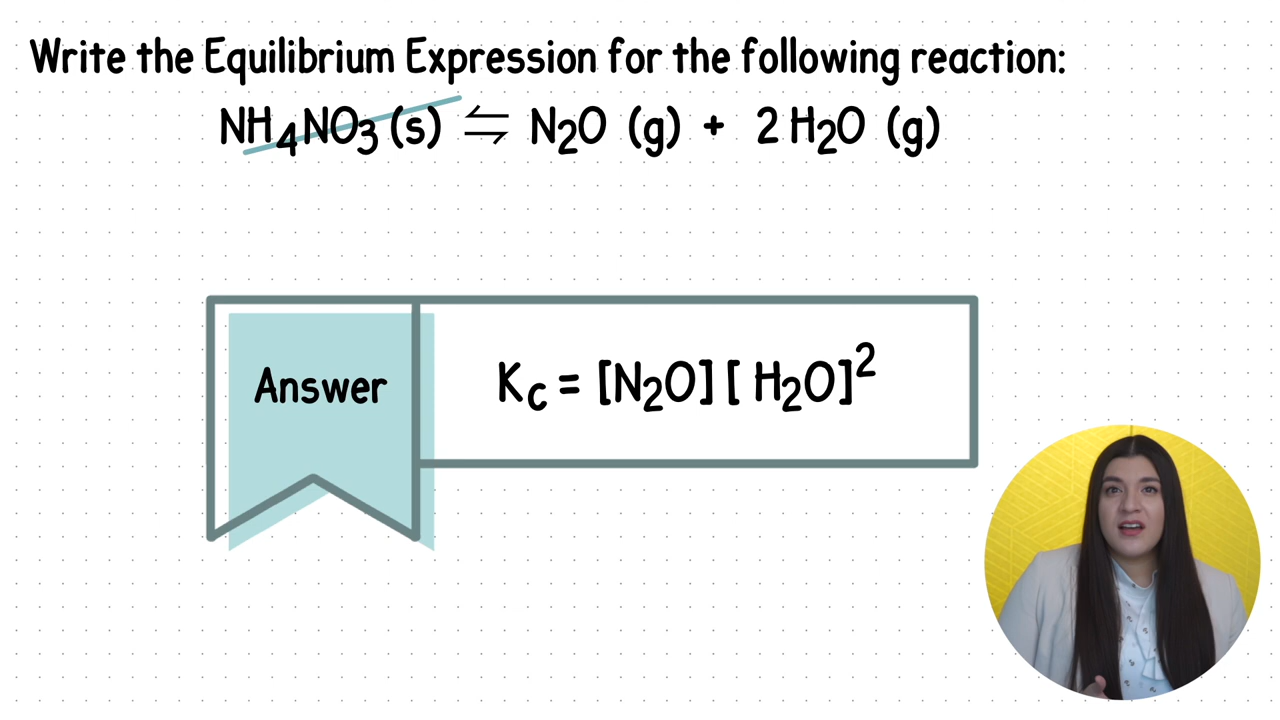 Write the Equilibrium Expression for the following reaction:
NH4NO3 (s) ⇌ N2O (g) + 2 H2O (g)
Answer
Kc = [N2O] [ H2O]²